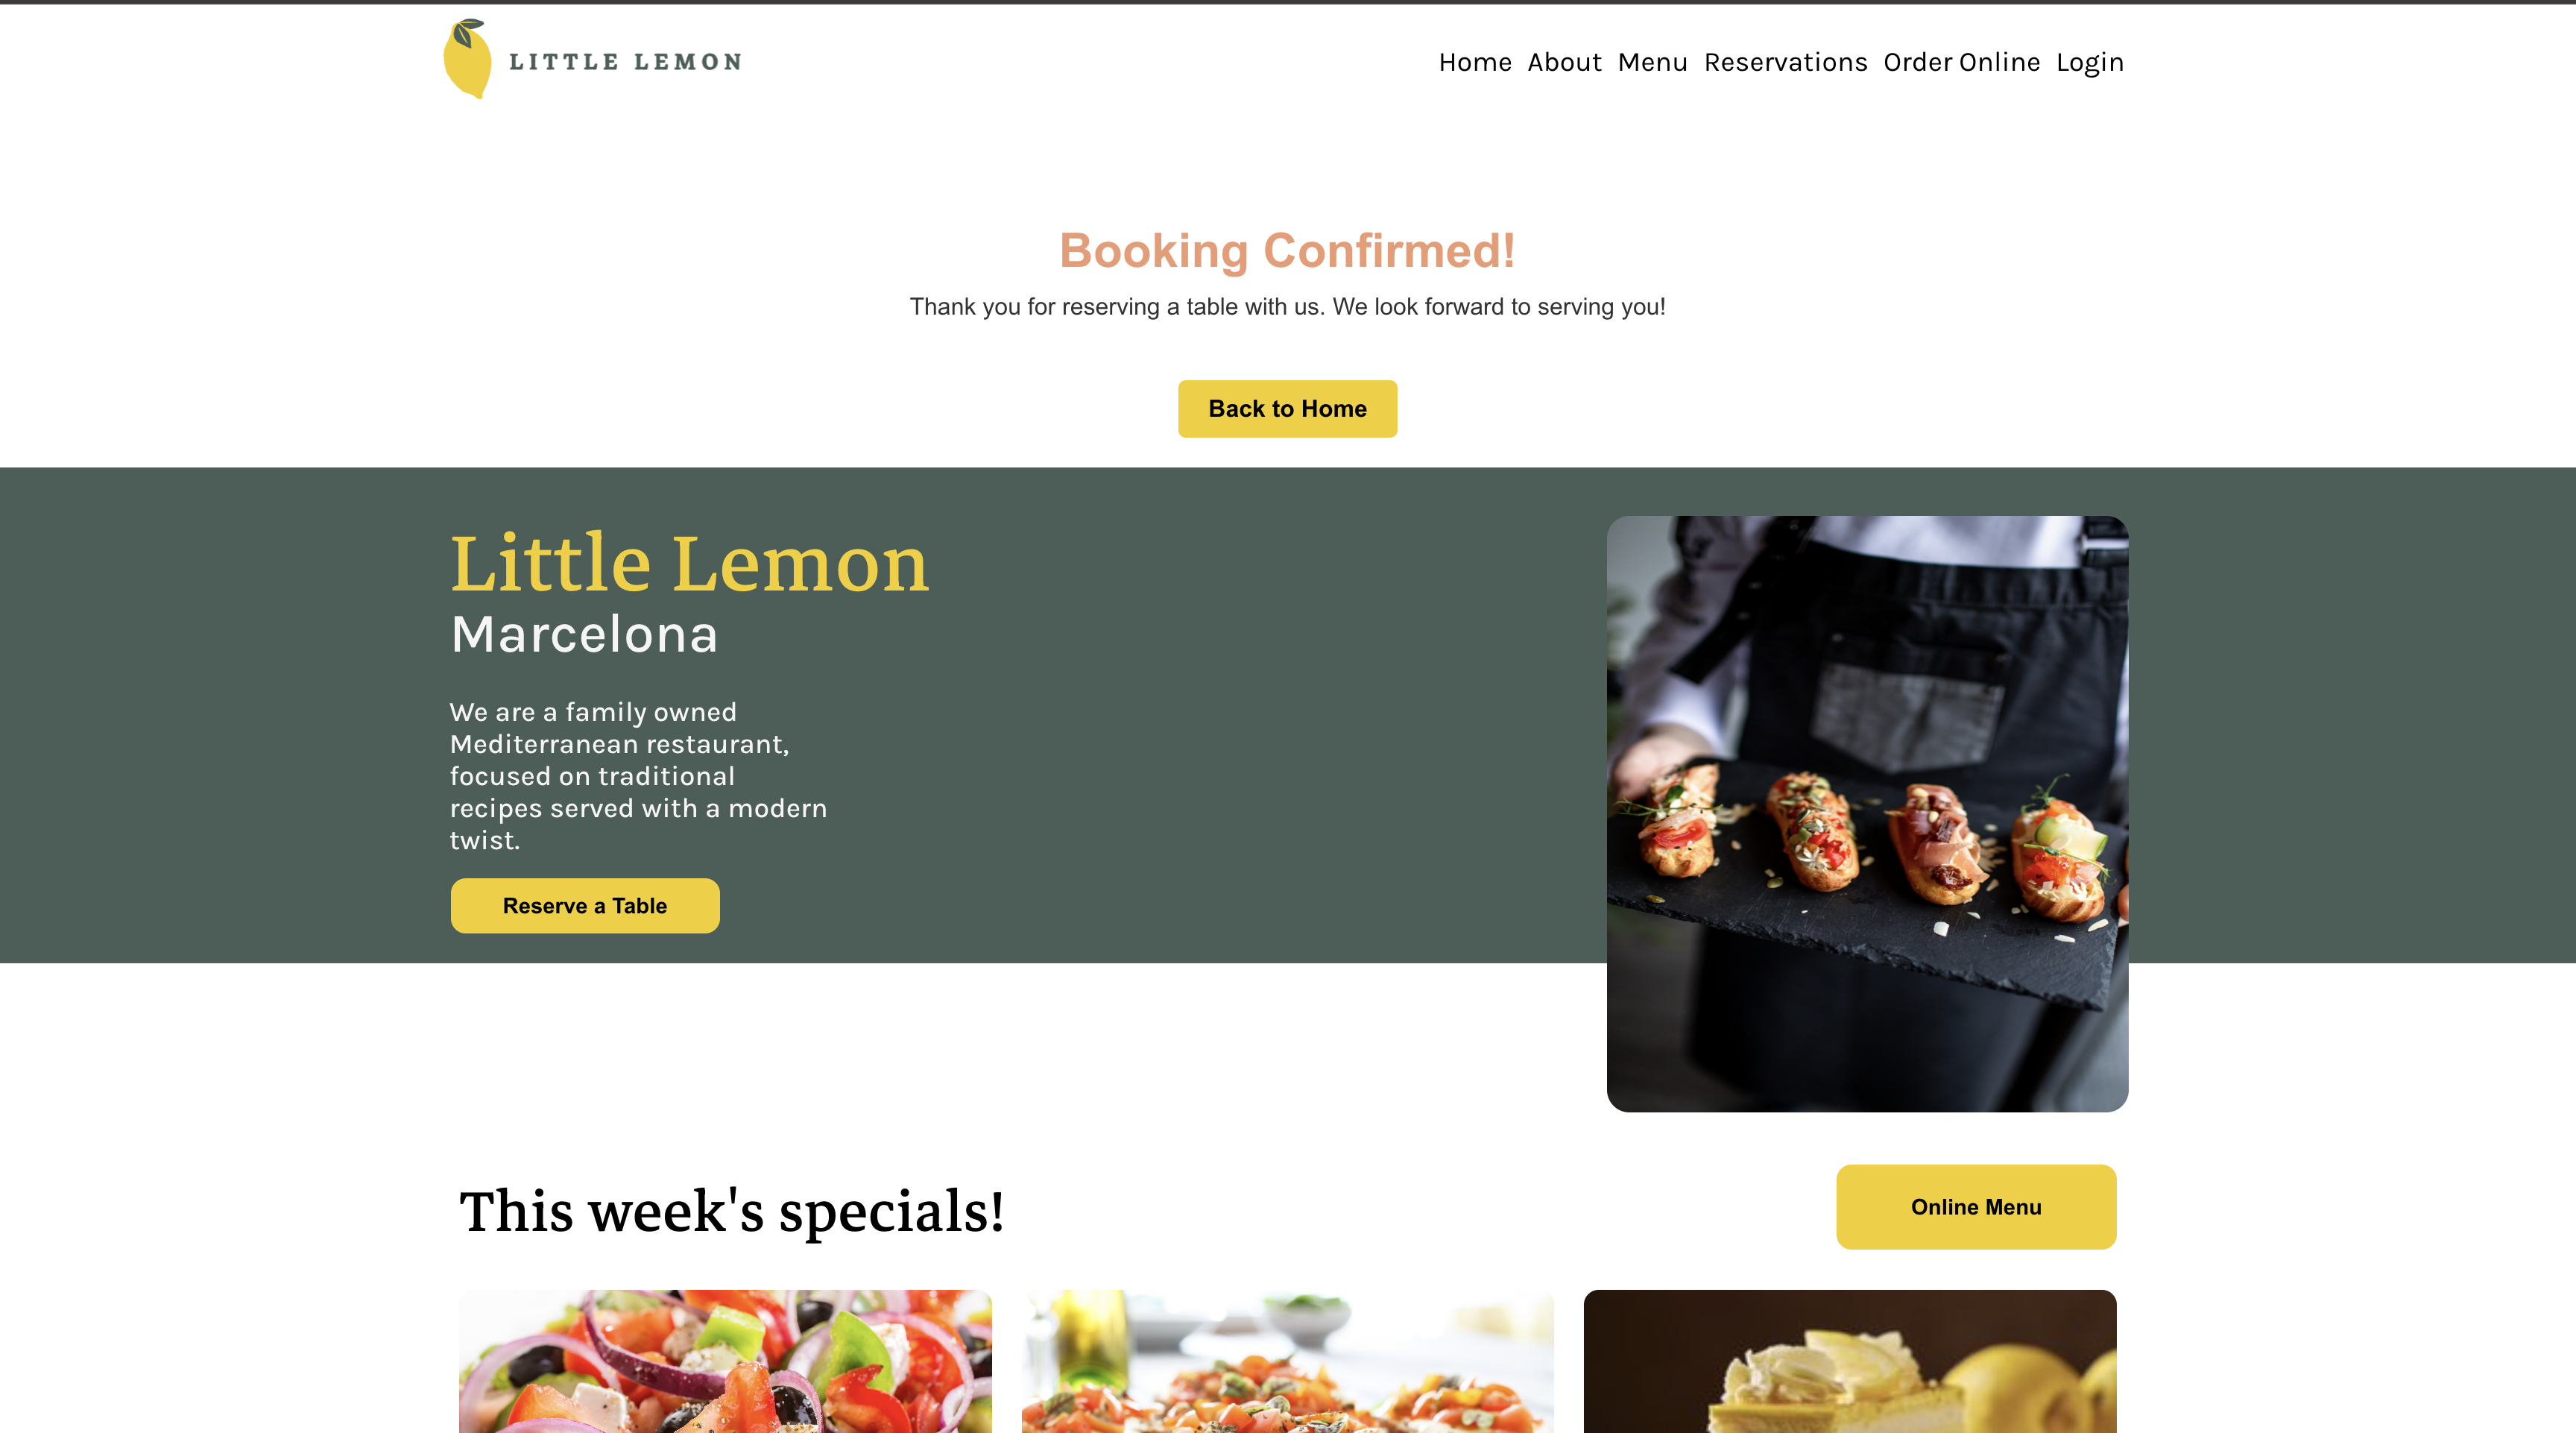 LITTLE LEMON
Home About Menu Reservations Order Online Login
Booking Confirmed!
Thank you for reserving a table with us. We look forward to serving you!
Back to Home
Little Lemon
Marcelona
We are a family owned
Mediterranean restaurant,
focused on traditional
recipes served with a modern
twist.
Reserve a Table
This week's specials!
Online Menu